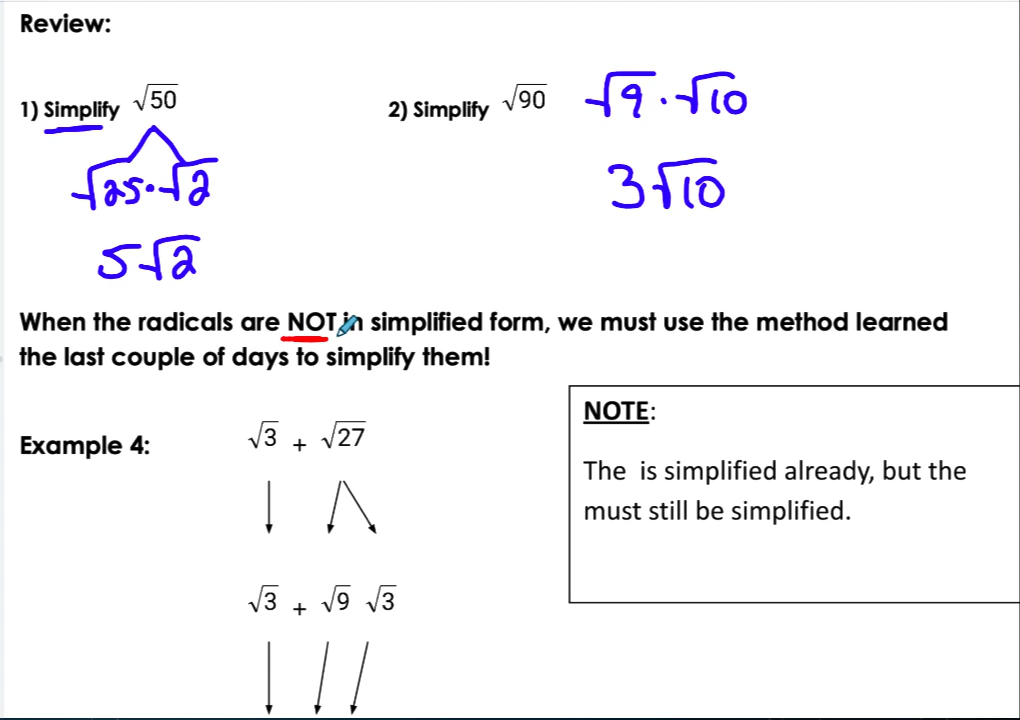 Review:
1) Simplify √50
2) Simplify √90 √9 · √10
√25 · √2
3√10
5√2
When the radicals are NOT in simplified form, we must use the method learned
the last couple of days to simplify them!
Example 4: √3 + √27
NOTE:
The is simplified already, but the
must still be simplified.
√3 + √9 √3